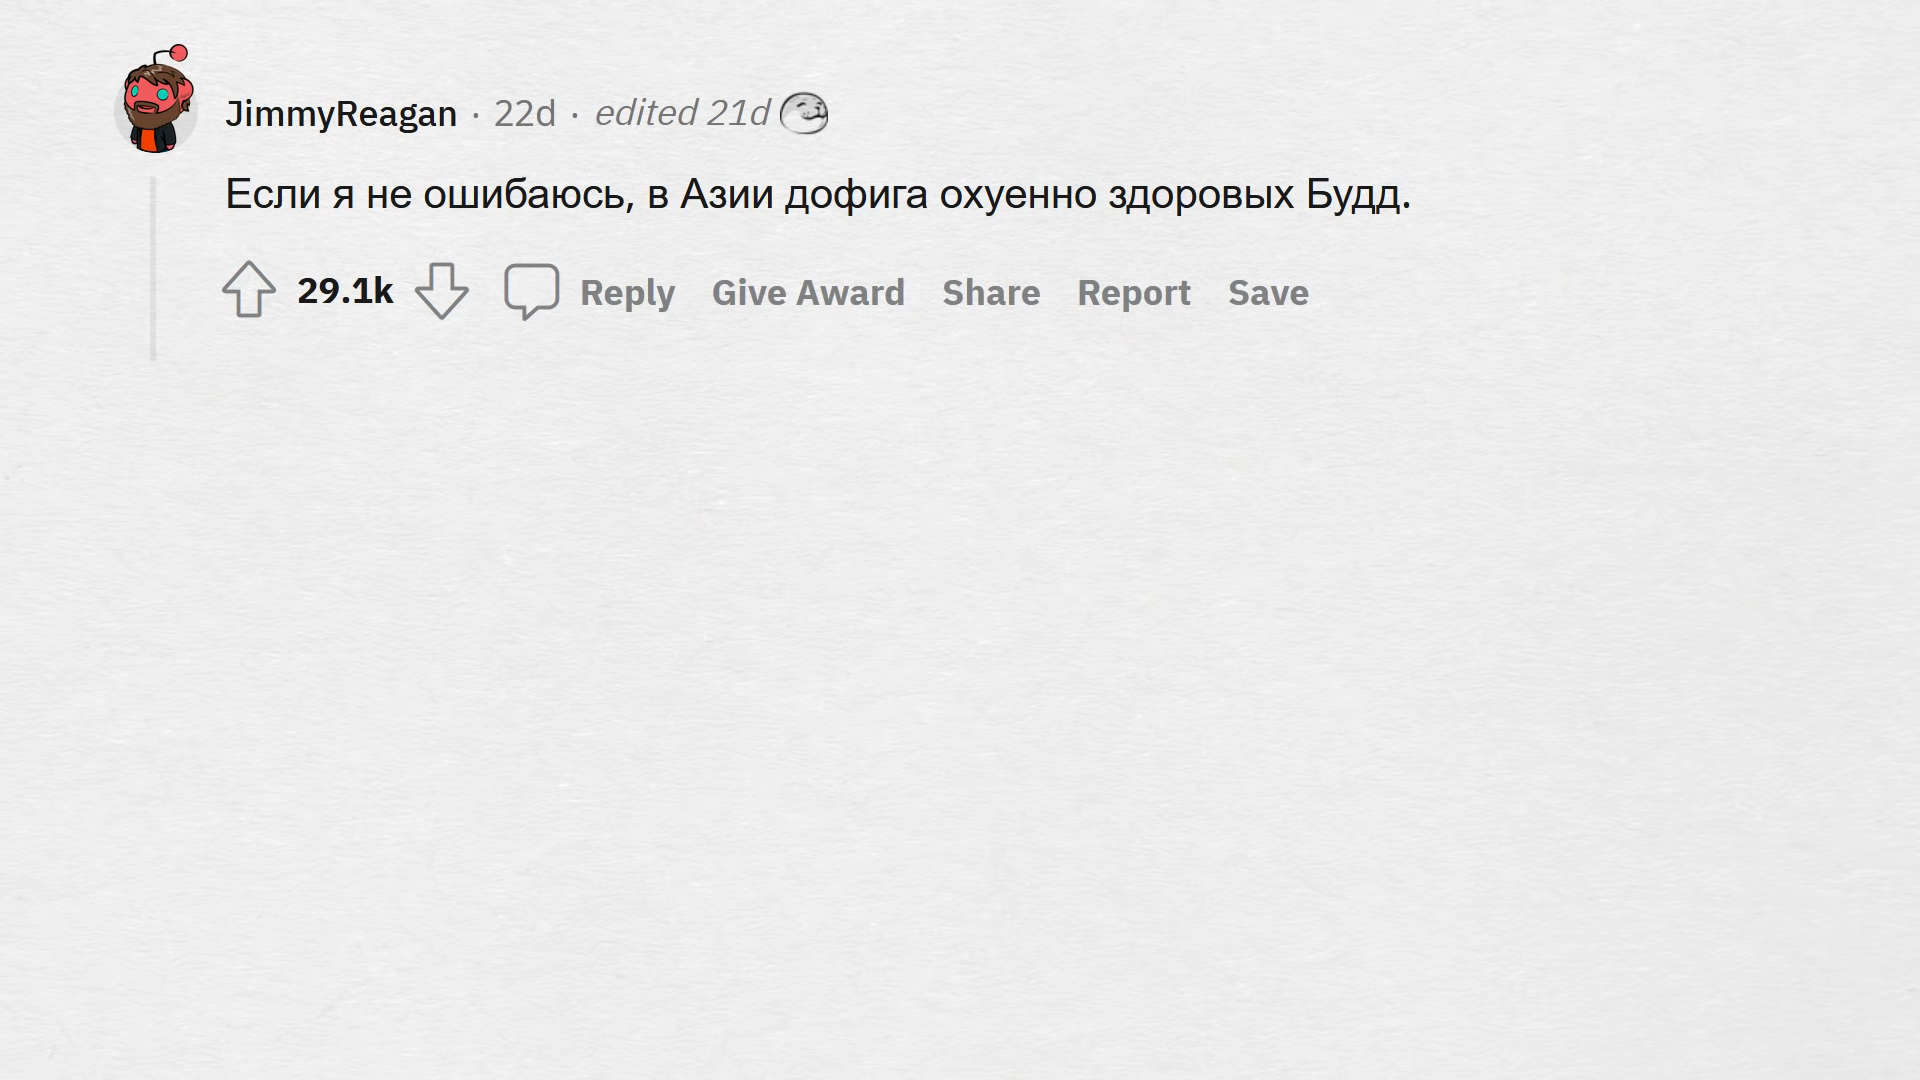 JimmyReagan · 22d · edited 21d
Если я не ошибаюсь, в Азии дофига охуенно здоровых Будд.
29.1k Reply Give Award Share Report Save